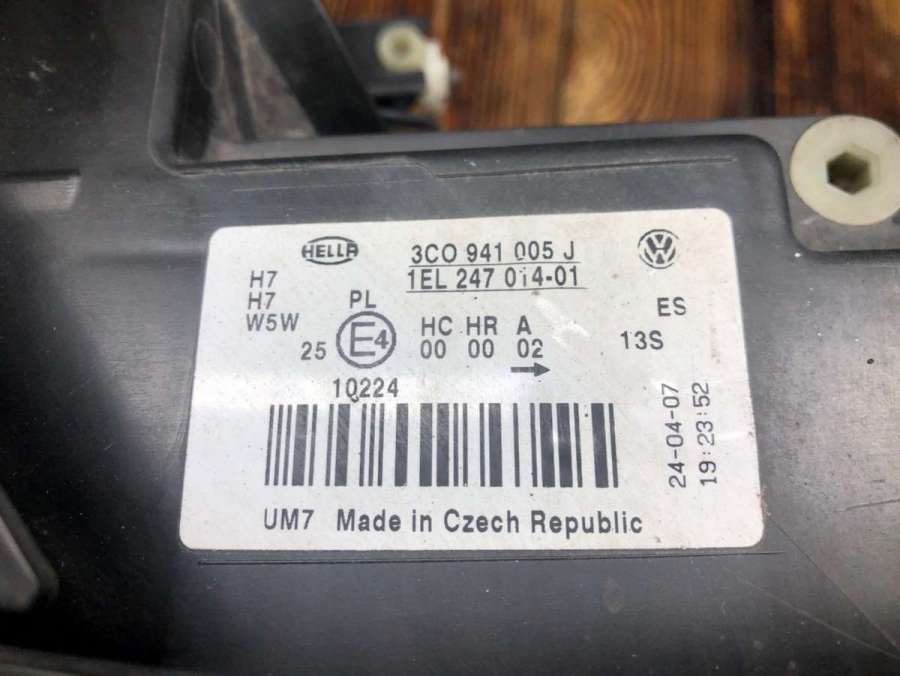 HELLA
3C0 941 005 J
1EL 247 014-01
VW
H7
H7
W5W
PL
25
E4
HC HR A
00 00 02
ES
13S
10224
24-04-07
19:23:52
UM7 Made in Czech Republic